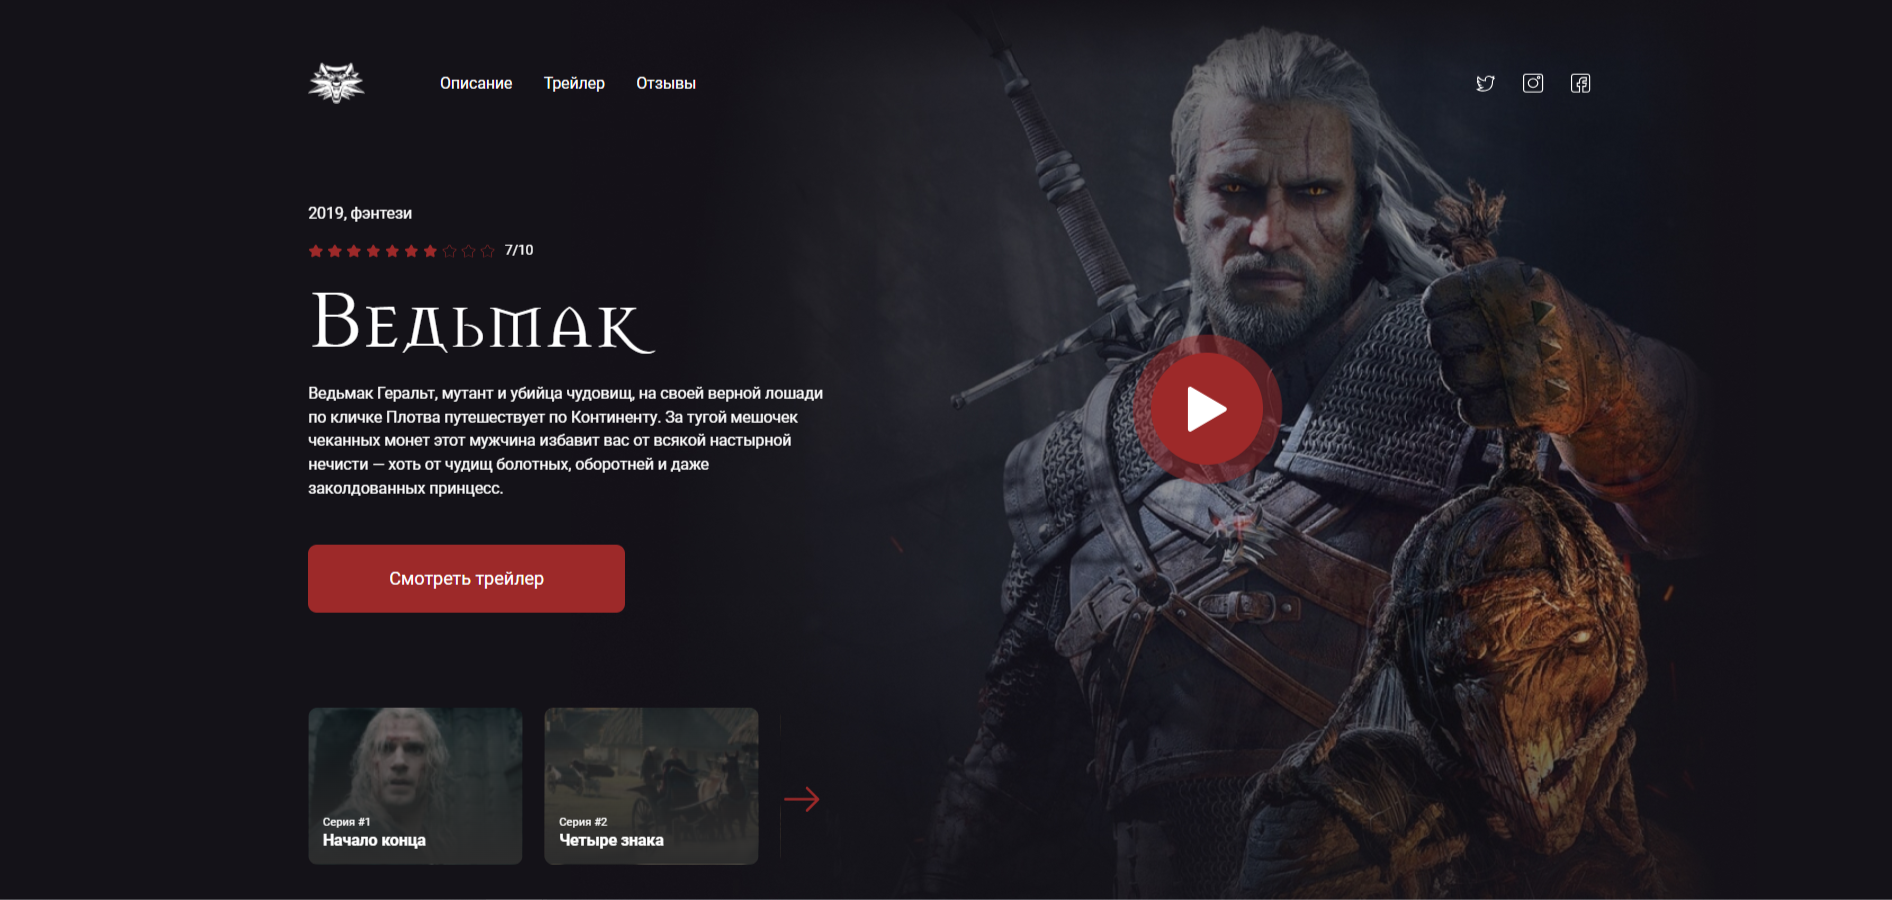 Описание Трейлер Отзывы
2019, фэнтези
7/10
Ведьмак
Ведьмак Геральт, мутант и убийца чудовищ, на своей верной лошади
по кличке Плотва путешествует по Континенту. За тугой мешочек
чеканных монет этот мужчина избавит вас от всякой настырной
нечисти — хоть от чудищ болотных, оборотней и даже
заколдованных принцесс.
Смотреть трейлер
Серия #1
Начало конца
Серия #2
Четыре знака